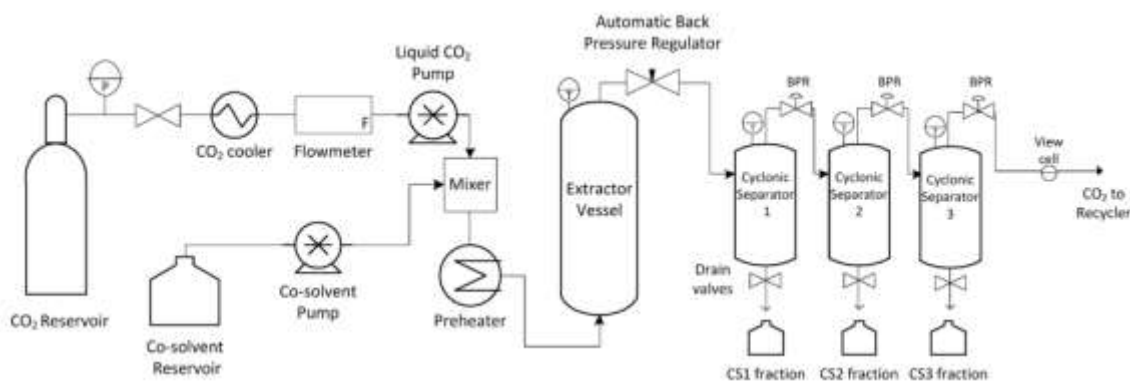 Automatic Back
Pressure Regulator
Liquid CO₂
Pump
BPR
BPR
BPR
P
CO₂ cooler
F
Flowmeter
Mixer
Extractor
Vessel
Cyclonic
Separator
1
Cyclonic
Separator
2
Cyclonic
Separator
3
View
cell
CO₂ to
Recycler
Co-solvent
Pump
Preheater
Drain
valves
CO₂ Reservoir
Co-solvent
Reservoir
CS1 fraction
CS2 fraction
CS3 fraction